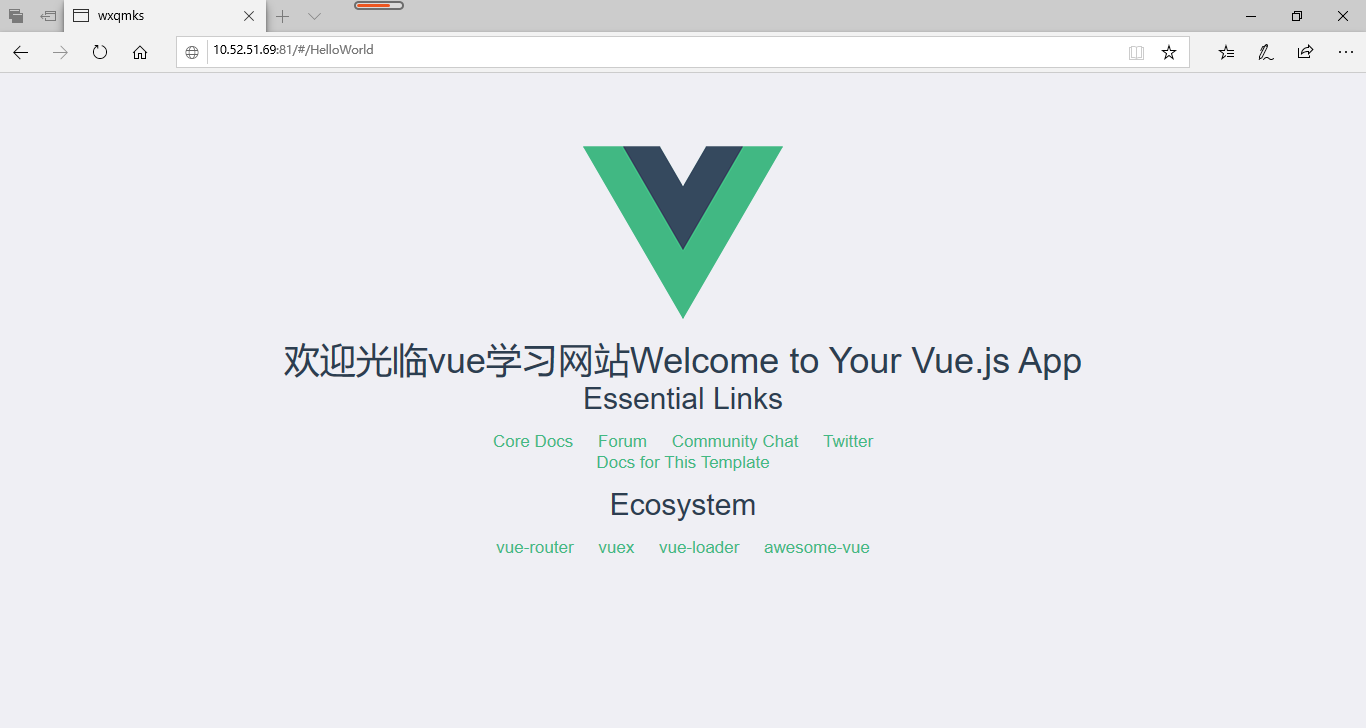 wxqmks
10.52.51.69:81/#/HelloWorld
欢迎光临vue学习网站Welcome to Your Vue.js App
Essential Links
Core Docs Forum Community Chat Twitter
Docs for This Template
Ecosystem
vue-router vuex vue-loader awesome-vue